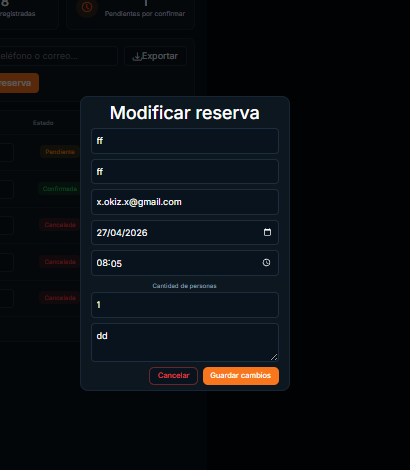 8
1
registradas
Pendientes por confirmar
teléfono o correo...
Exportar
reserva
Estado
Pendiente
Confirmada
Cancelada
Cancelada
Cancelada
Modificar reserva
ff
ff
x.okiz.x@gmail.com
27/04/2026
08:05
Cantidad de personas
1
dd
Cancelar
Guardar cambios